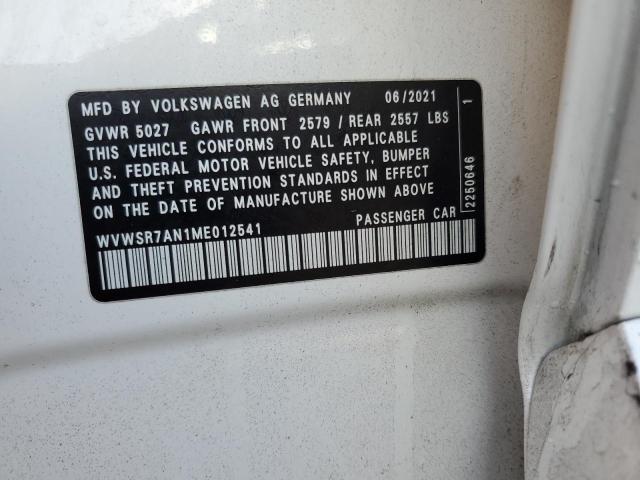 MFD BY VOLKSWAGEN AG GERMANY 06/2021
GVWR 5027 GAWR FRONT 2579 / REAR 2557 LBS
THIS VEHICLE CONFORMS TO ALL APPLICABLE
U.S. FEDERAL MOTOR VEHICLE SAFETY, BUMPER
AND THEFT PREVENTION STANDARDS IN EFFECT
ON THE DATE OF MANUFACTURE SHOWN ABOVE
WVWSR7AN1ME012541 PASSENGER CAR
2250646 1